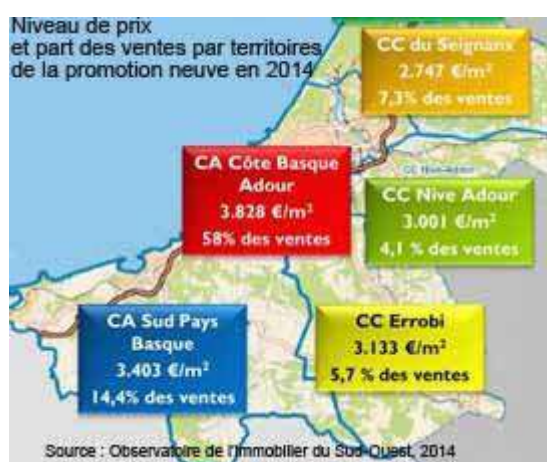 Niveau de prix
et part des ventes par territoires
de la promotion neuve en 2014
CC du Seignanx
2.747 €/m²
7,3% des ventes
CA Côte Basque
Adour
3.828 €/m²
58% des ventes
CC Nive Adour
CC Nive Adour
3.001 €/m²
4,1 % des ventes
CA Sud Pays
Basque
3.403 €/m²
14,4% des ventes
CC Errobi
3.133 €/m²
5,7 % des ventes
Source : Observatoire de l'Immobilier du Sud-Ouest, 2014